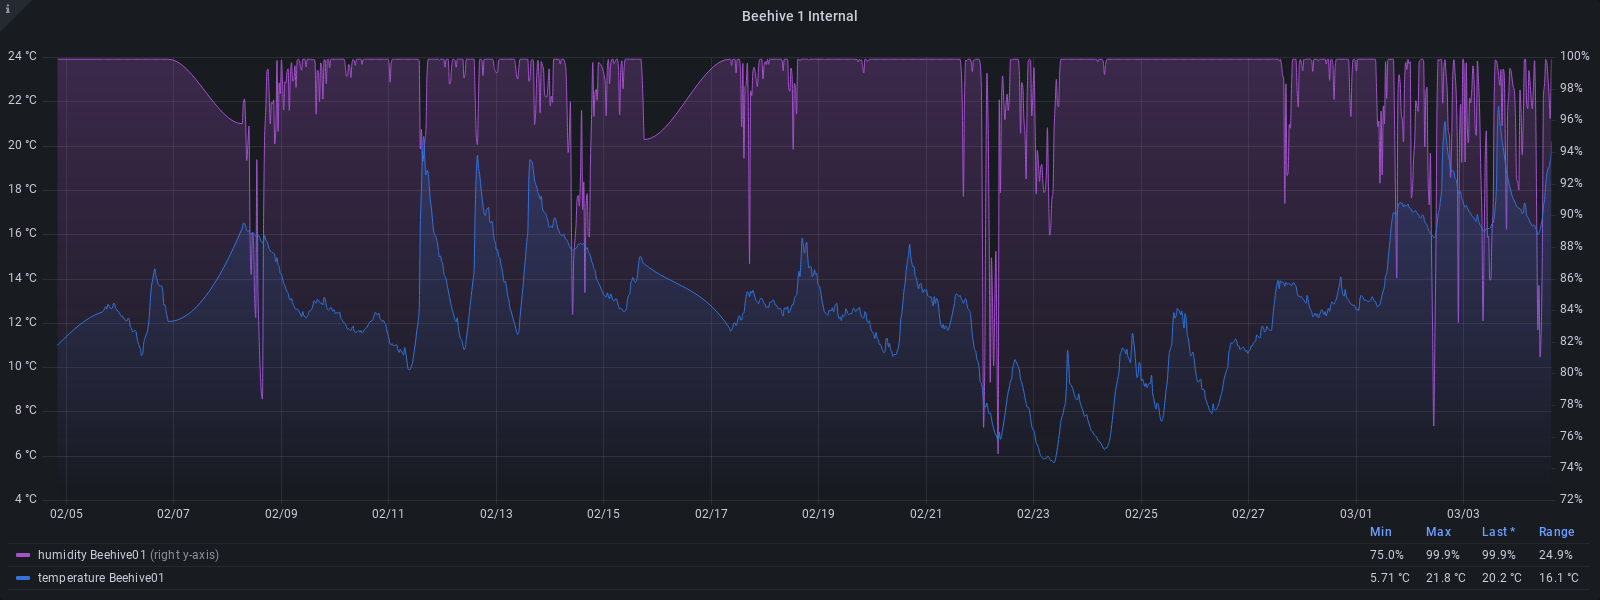 i
Beehive 1 Internal
24 °C 100%
22 °C 98%
96%
20 °C 94%
18 °C 92%
90%
16 °C 88%
14 °C 86%
84%
12 °C 82%
10 °C 80%
8 °C 78%
76%
6 °C 74%
4 °C 72%
02/05 02/07 02/09 02/11 02/13 02/15 02/17 02/19 02/21 02/23 02/25 02/27 03/01 03/03
Min Max Last * Range
humidity Beehive01 (right y-axis) 75.0% 99.9% 99.9% 24.9%
temperature Beehive01 5.71 °C 21.8 °C 20.2 °C 16.1 °C